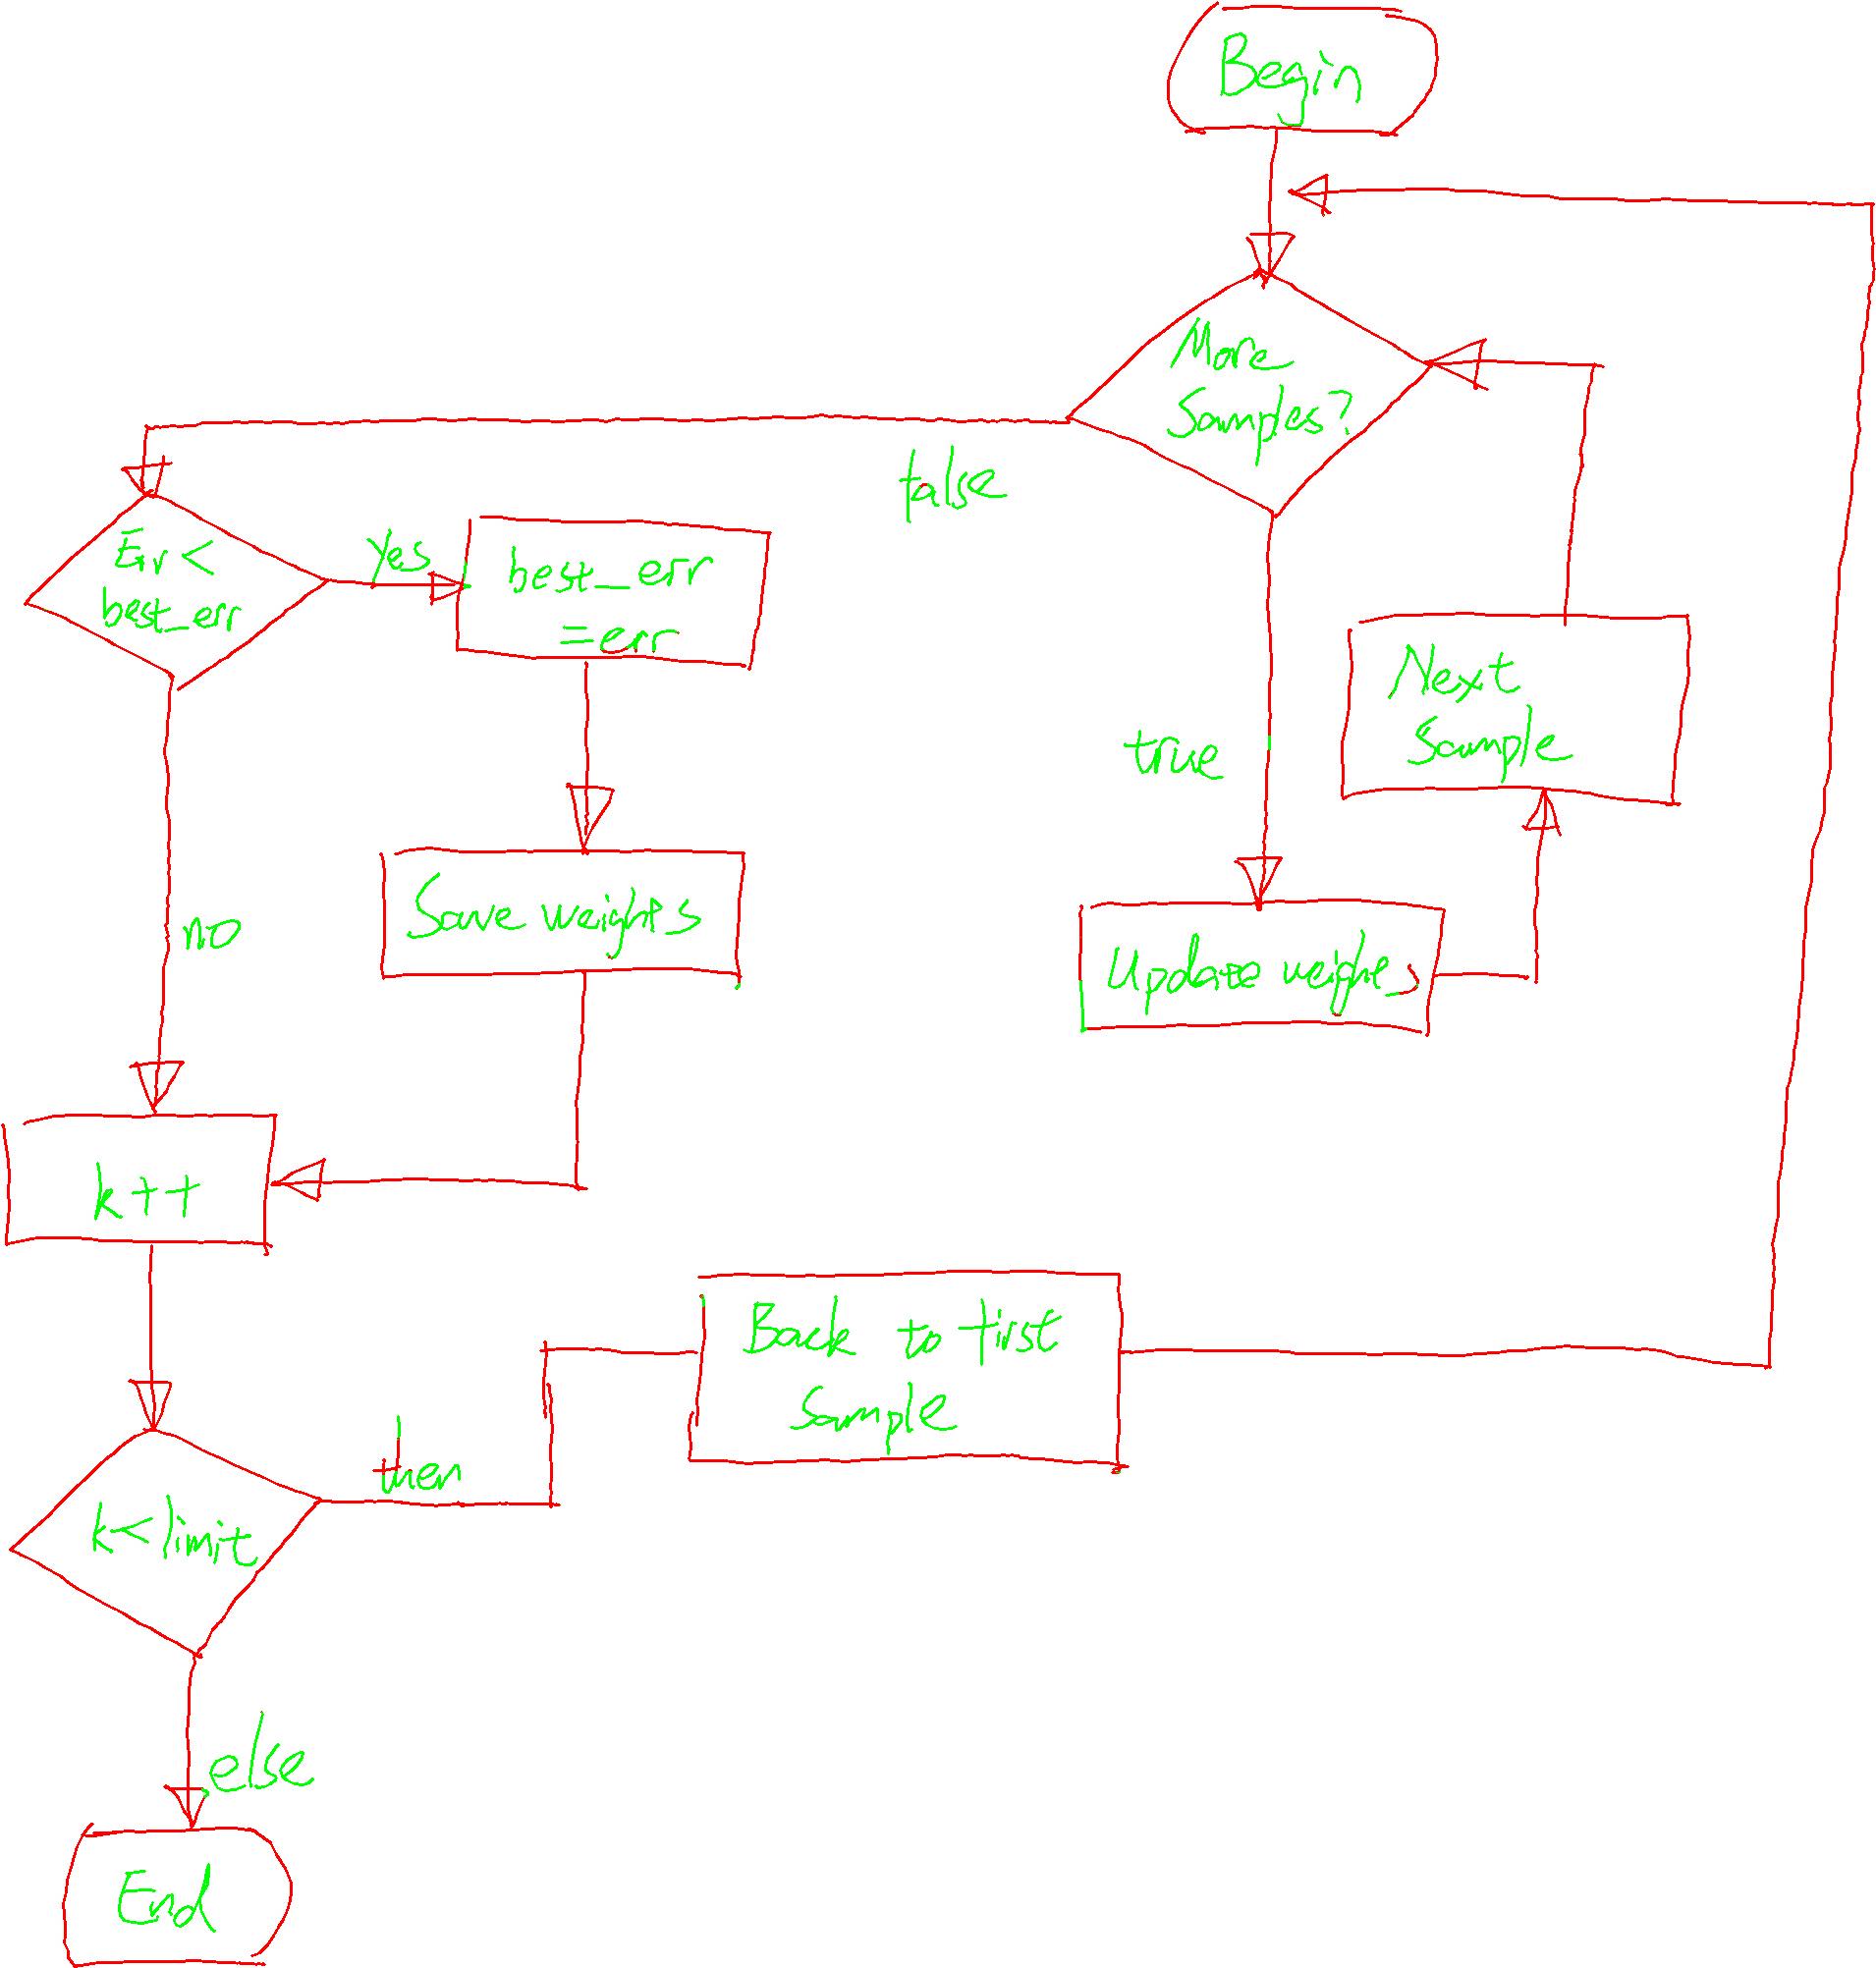 Begin
More
Samples?
false
Err <
best_err
Yes
best_err
=err
Next
Sample
true
Save weights
no
Update weights
k++
Back to first
Sample
then
k<limit
else
End